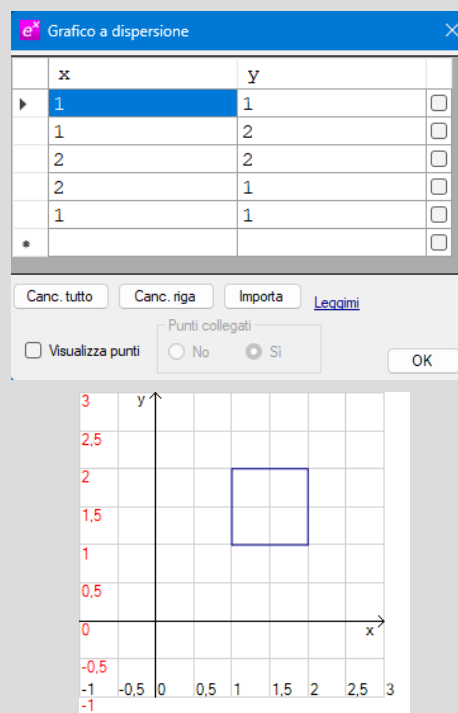 eˣ Grafico a dispersione
x y
1 1
1 2
2 2
2 1
1 1
*
Canc. tutto Canc. riga Importa Leggimi
Punti collegati
Visualizza punti No Sì
OK
3 y
2,5
2
1,5
1
0,5
0 x
-0,5
-1 -0,5 0 0,5 1 1,5 2 2,5 3
-1